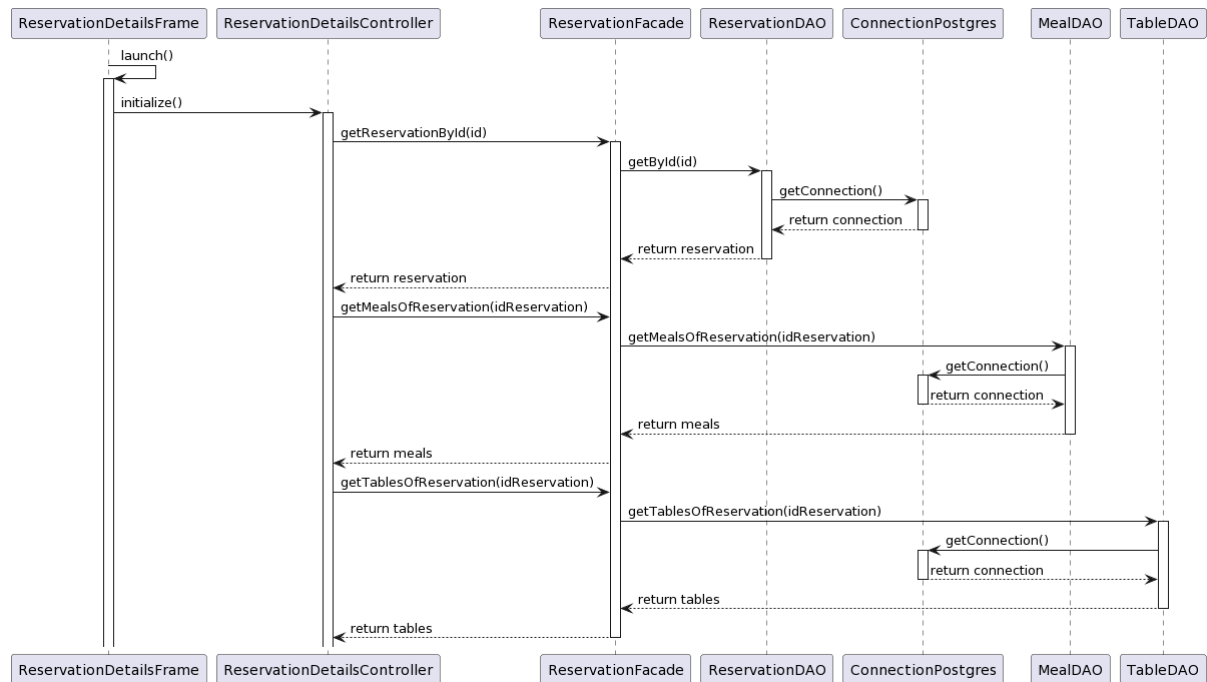 ReservationDetailsFrame
ReservationDetailsController
ReservationFacade
ReservationDAO
ConnectionPostgres
MealDAO
TableDAO
launch()
initialize()
getReservationById(id)
getById(id)
getConnection()
return connection
return reservation
return reservation
getMealsOfReservation(idReservation)
getMealsOfReservation(idReservation)
getConnection()
return connection
return meals
return meals
getTablesOfReservation(idReservation)
getTablesOfReservation(idReservation)
getConnection()
return connection
return tables
return tables
ReservationDetailsFrame
ReservationDetailsController
ReservationFacade
ReservationDAO
ConnectionPostgres
MealDAO
TableDAO